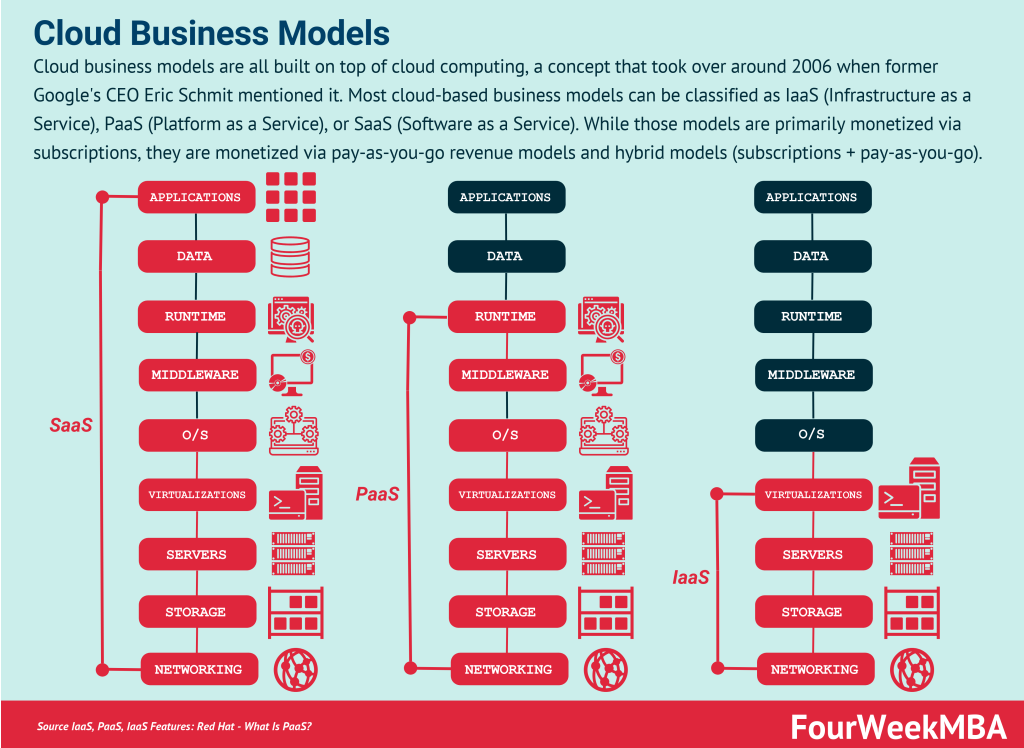 Cloud Business Models
Cloud business models are all built on top of cloud computing, a concept that took over around 2006 when former
Google's CEO Eric Schmit mentioned it. Most cloud-based business models can be classified as IaaS (Infrastructure as a
Service), PaaS (Platform as a Service), or SaaS (Software as a Service). While those models are primarily monetized via
subscriptions, they are monetized via pay-as-you-go revenue models and hybrid models (subscriptions + pay-as-you-go).
SaaS
APPLICATIONS
DATA
RUNTIME
MIDDLEWARE
O/S
VIRTUALIZATIONS
SERVERS
STORAGE
NETWORKING
PaaS
APPLICATIONS
DATA
RUNTIME
MIDDLEWARE
$
O/S
VIRTUALIZATIONS
SERVERS
STORAGE
NETWORKING
$
IaaS
APPLICATIONS
DATA
RUNTIME
MIDDLEWARE
O/S
VIRTUALIZATIONS
SERVERS
STORAGE
NETWORKING
Source IaaS, PaaS, IaaS Features: Red Hat - What Is PaaS?
FourWeekMBA